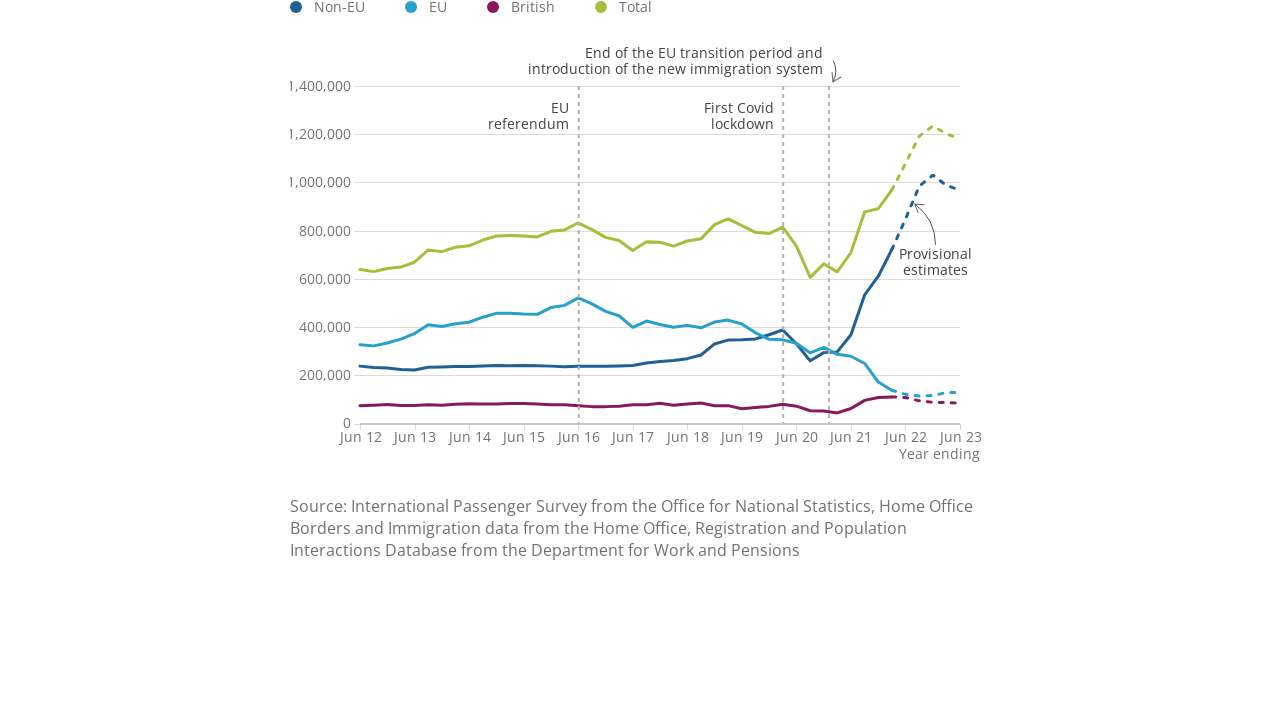 Non-EU EU British Total
End of the EU transition period and
introduction of the new immigration system
1,400,000
EU
referendum
First Covid
lockdown
1,200,000
1,000,000
800,000
Provisional
estimates
600,000
400,000
200,000
0
Jun 12 Jun 13 Jun 14 Jun 15 Jun 16 Jun 17 Jun 18 Jun 19 Jun 20 Jun 21 Jun 22 Jun 23
Year ending
Source: International Passenger Survey from the Office for National Statistics, Home Office
Borders and Immigration data from the Home Office, Registration and Population
Interactions Database from the Department for Work and Pensions